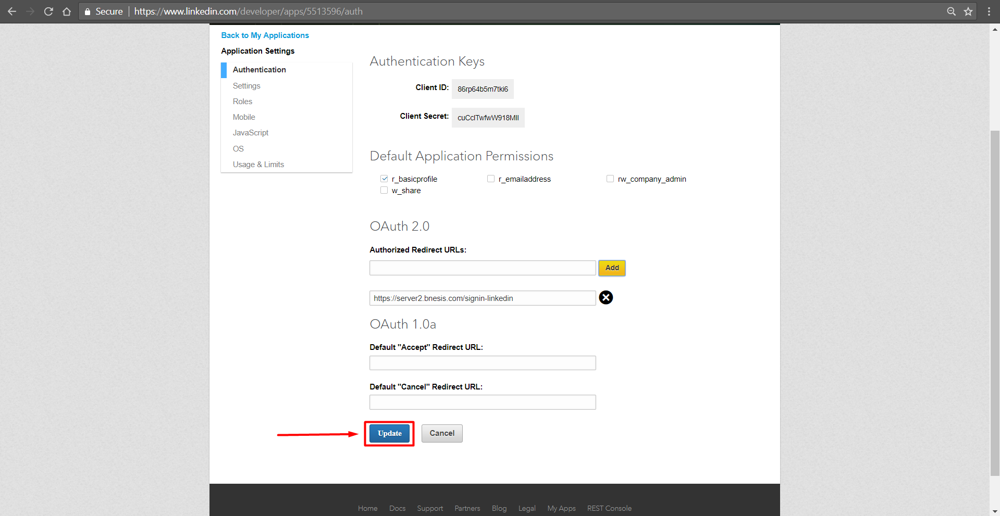 Secure https://www.linkedin.com/developer/apps/5513596/auth
Back to My Applications
Application Settings
Authentication
Settings
Roles
Mobile
JavaScript
OS
Usage & Limits
Authentication Keys
Client ID: 86rp64b5m7tki6
Client Secret: cuCcITwfwW918MII
Default Application Permissions
r_basicprofile r_emailaddress rw_company_admin
w_share
OAuth 2.0
Authorized Redirect URLs:
Add
https://server2.bnesis.com/signin-linkedin
OAuth 1.0a
Default "Accept" Redirect URL:
Default "Cancel" Redirect URL:
Update Cancel
Home Docs Support Partners Blog Legal My Apps REST Console